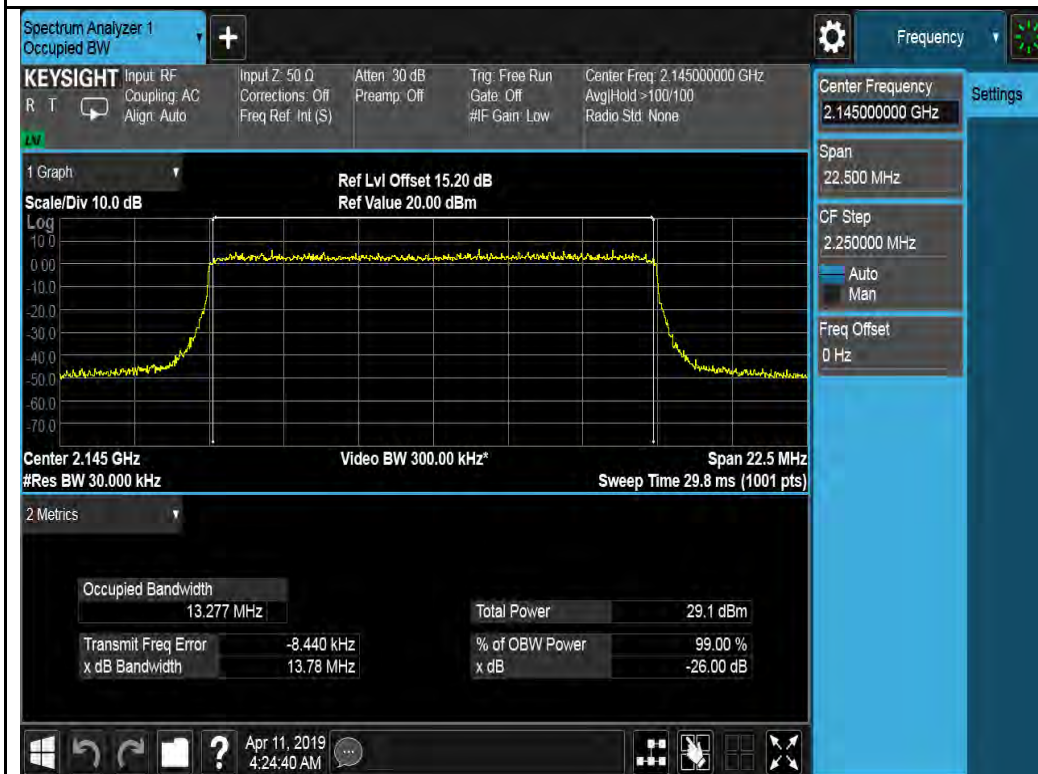 Spectrum Analyzer 1
Occupied BW
+
Frequency
KEYSIGHT
R T
LXI
Input: RF
Coupling: AC
Align: Auto
Input Z: 50 Ω
Corrections: Off
Freq Ref: Int (S)
Atten: 30 dB
Preamp: Off
Trig: Free Run
Gate: Off
#IF Gain: Low
Center Freq: 2.145000000 GHz
Avg|Hold >100/100
Radio Std: None
Center Frequency
2.145000000 GHz
Settings
Span
22.500 MHz
CF Step
2.250000 MHz
Auto
Man
Freq Offset
0 Hz
1 Graph
Scale/Div 10.0 dB
Ref Lvl Offset 15.20 dB
Ref Value 20.00 dBm
Log
10.0
0.00
-10.0
-20.0
-30.0
-40.0
-50.0
-60.0
-70.0
Center 2.145 GHz
#Res BW 30.000 kHz
Video BW 300.00 kHz*
Span 22.5 MHz
Sweep Time 29.8 ms (1001 pts)
2 Metrics
Occupied Bandwidth
13.277 MHz
Total Power 29.1 dBm
Transmit Freq Error -8.440 kHz
% of OBW Power 99.00 %
x dB Bandwidth 13.78 MHz
x dB -26.00 dB
?
Apr 11, 2019
4:24:40 AM